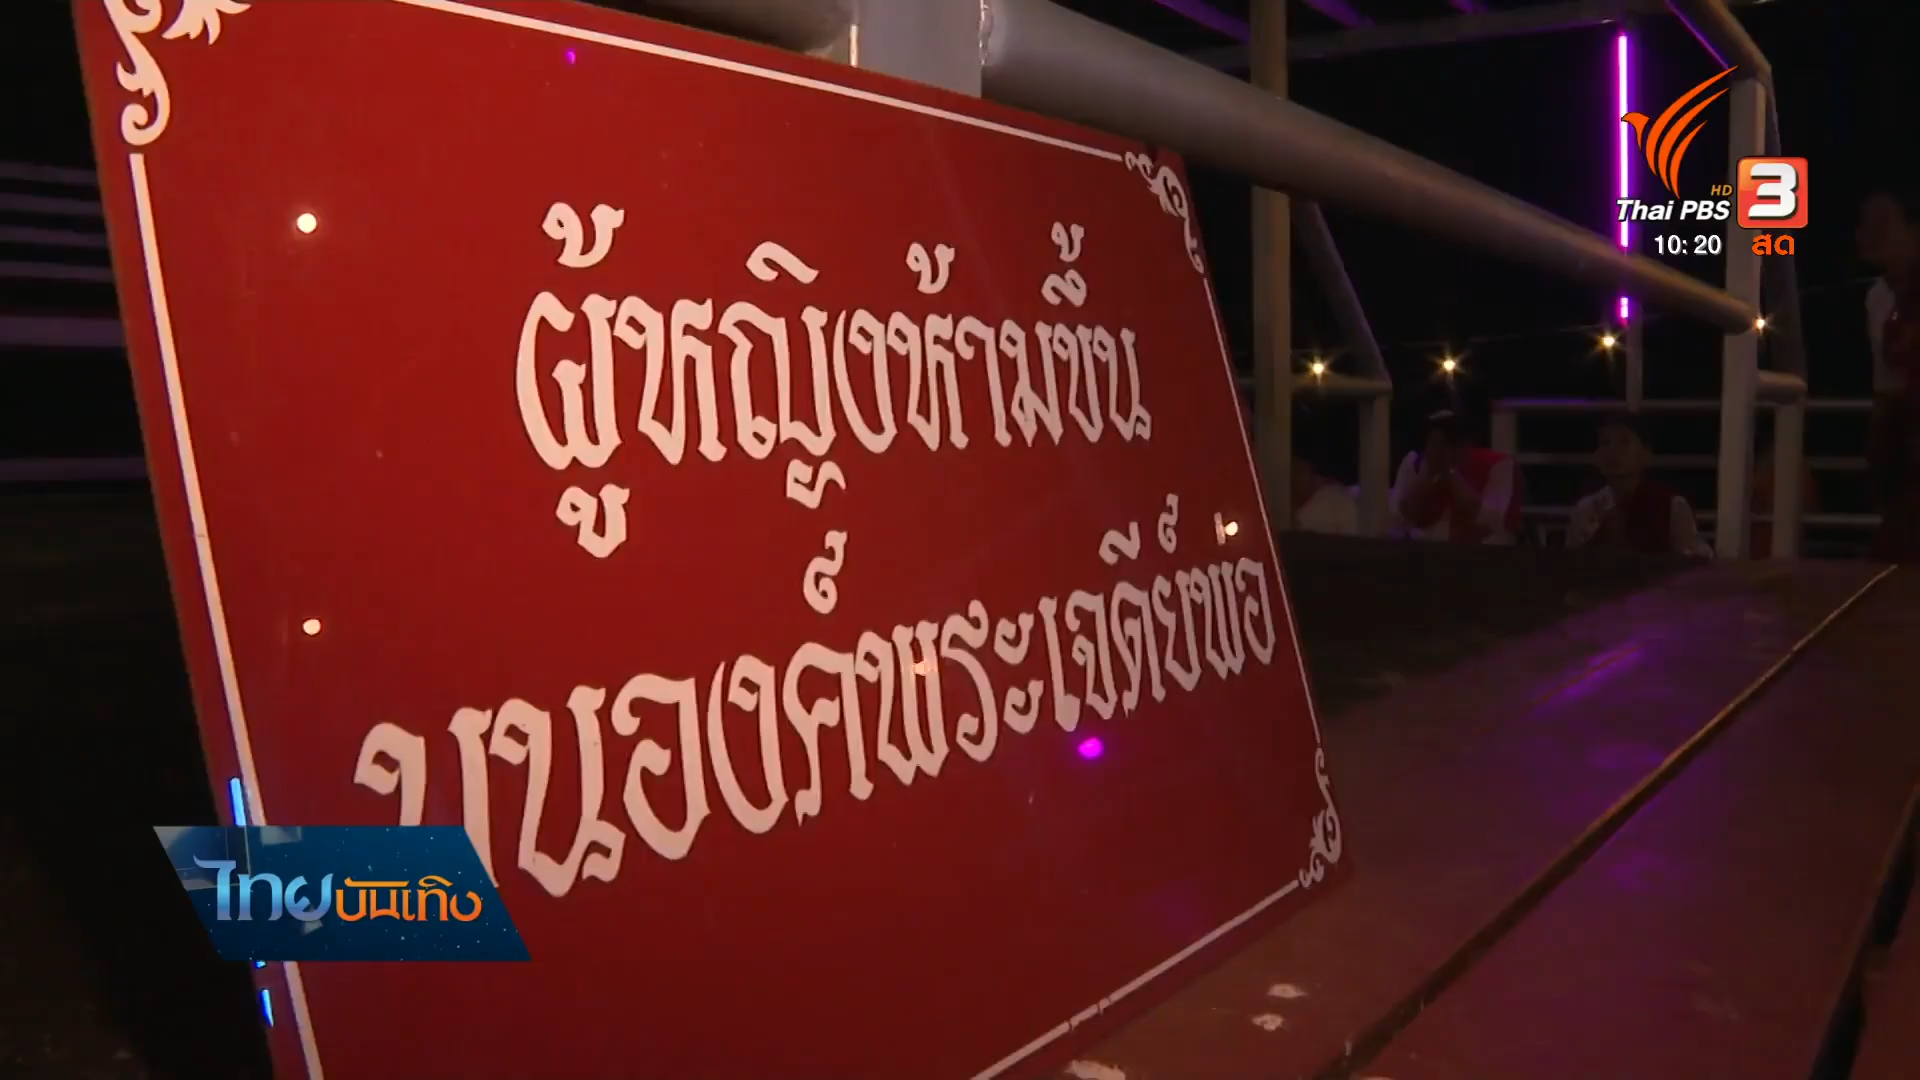 ผู้หญิงห้ามขึ้น
บนองค์พระเจดีย์พ่อ
HD
Thai PBS 3
10:20 สด
ไทยบันเทิง